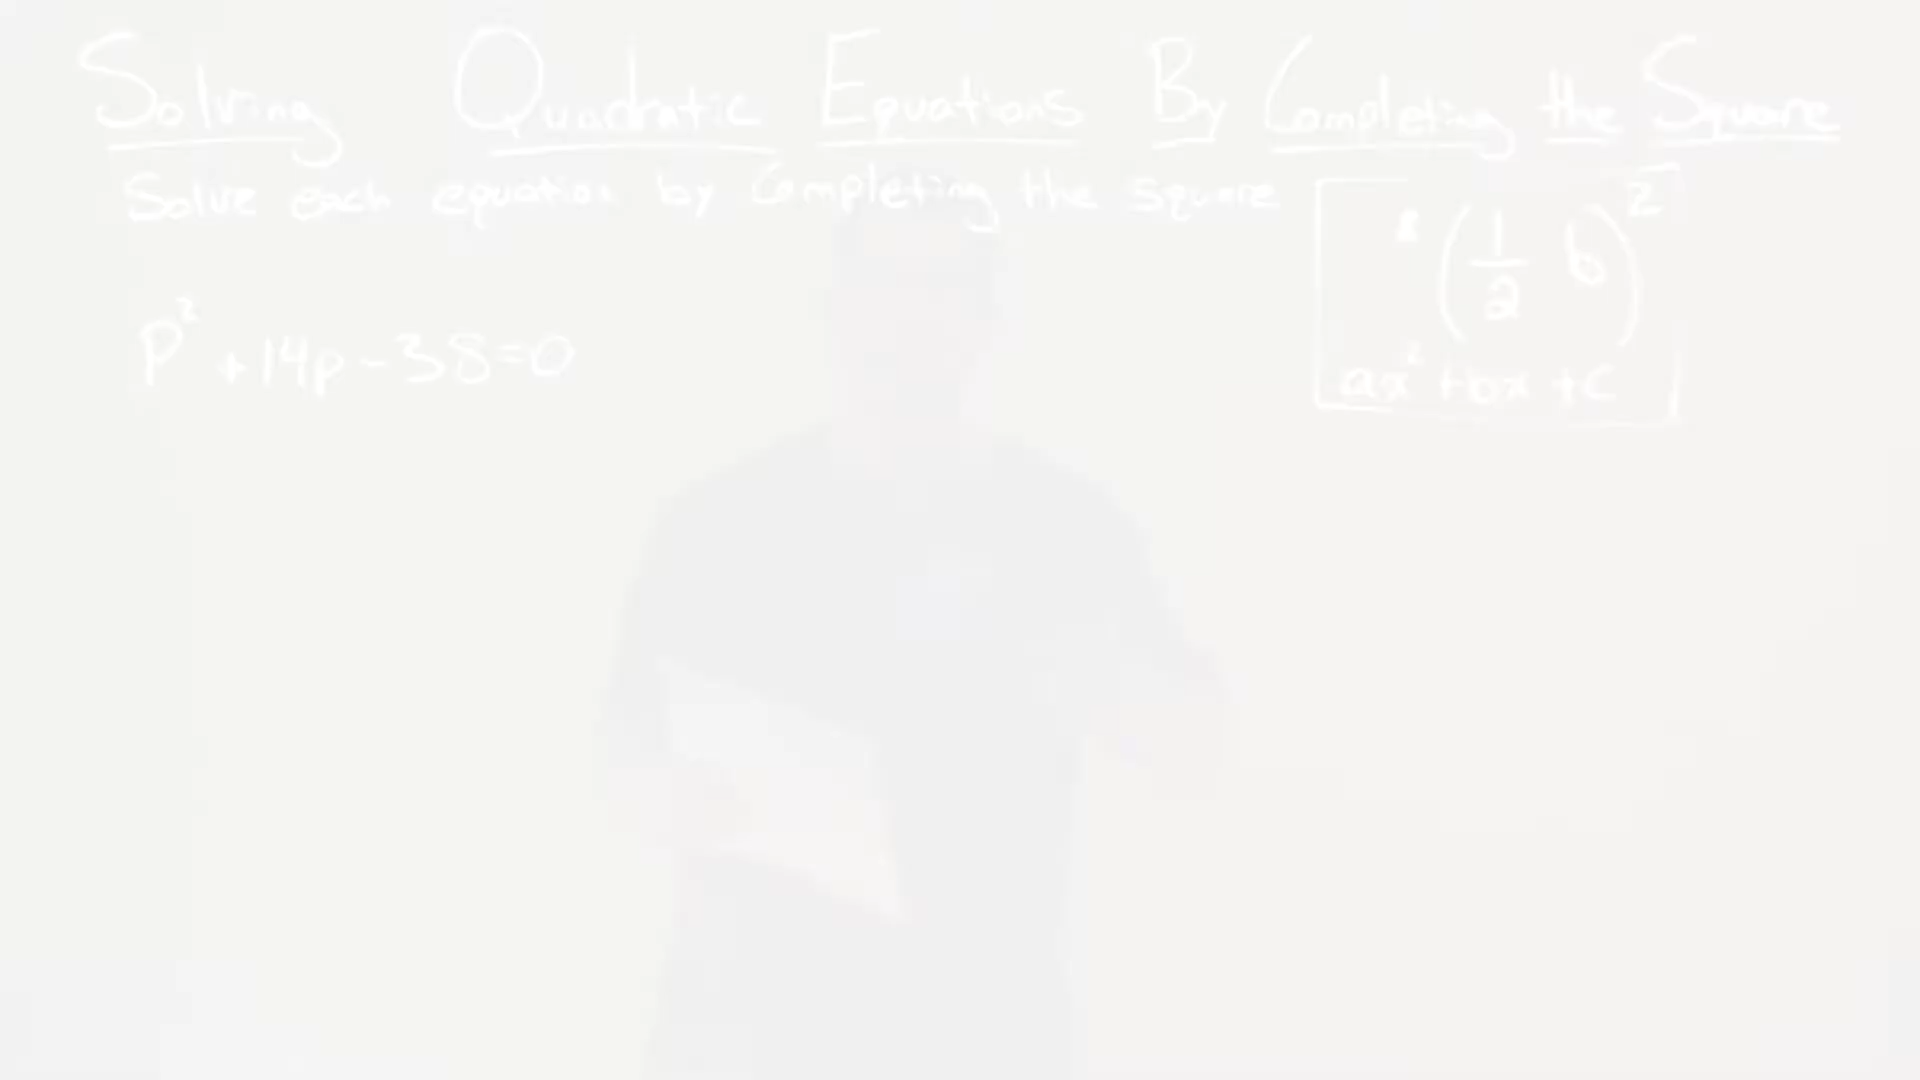 Solving Quadratic Equations By Completing the Square
Solve each equation by Completing the square
(1/2 b)²
p² + 14p - 38 = 0
ax² + bx + c